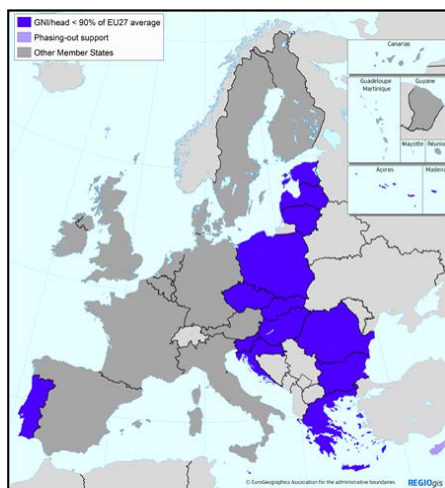 GNI/head < 90% of EU27 average
Phasing-out support
Other Member States
Canarias
Guadeloupe
Martinique
Guyane
Mayotte
Réunion
Açores
Madeira
© EuroGeographics Association for the administrative boundaries
REGIOgis